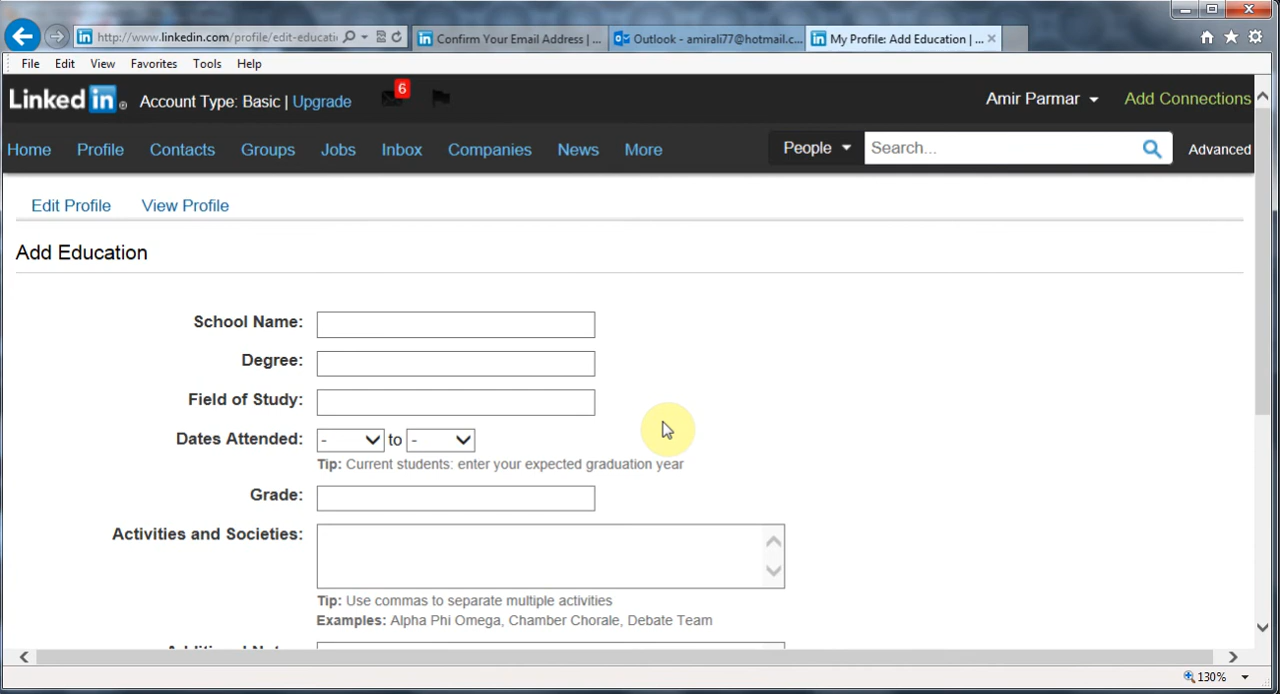 http://www.linkedin.com/profile/edit-educati
Confirm Your Email Address | ...
Outlook - amirali77@hotmail.c...
My Profile: Add Education | ...
File Edit View Favorites Tools Help
Linked in ® Account Type: Basic | Upgrade 6 Amir Parmar Add Connections
Home Profile Contacts Groups Jobs Inbox Companies News More People Search... Advanced
Edit Profile View Profile
Add Education
School Name:
Degree:
Field of Study:
Dates Attended: - to -
Tip: Current students: enter your expected graduation year
Grade:
Activities and Societies:
Tip: Use commas to separate multiple activities
Examples: Alpha Phi Omega, Chamber Chorale, Debate Team
130%